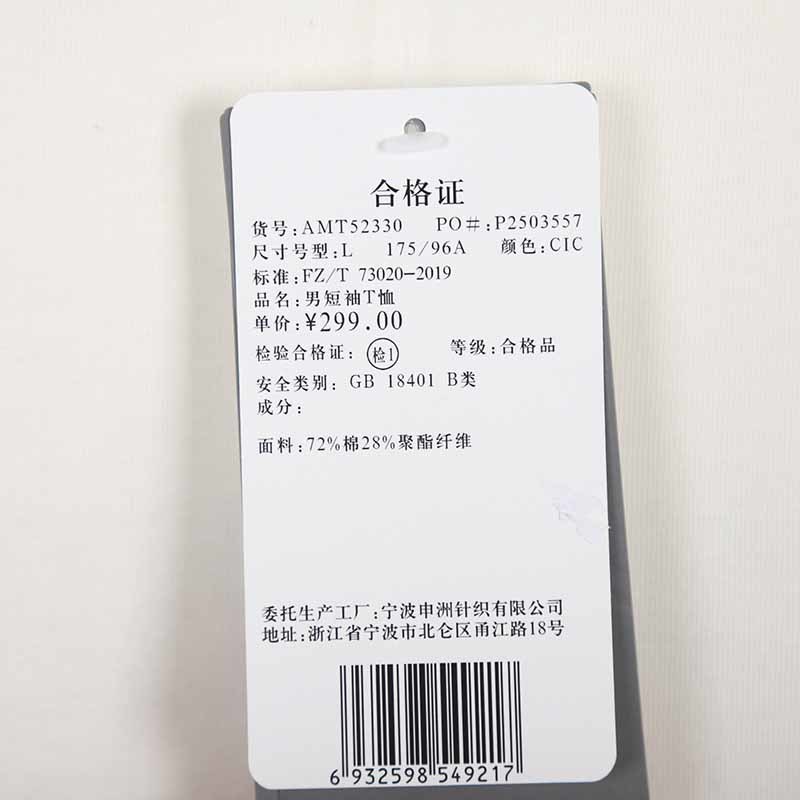 合格证
货号:AMT52330 PO#:P2503557
尺寸号型:L 175/96A 颜色:CIC
标准:FZ/T 73020-2019
品名:男短袖T恤
单价:¥299.00
检验合格证: 检1 等级:合格品
安全类别: GB 18401 B类
成分:
面料:72%棉28%聚酯纤维
委托生产工厂:宁波申洲针织有限公司
地址:浙江省宁波市北仑区甬江路18号
6 932598 549217